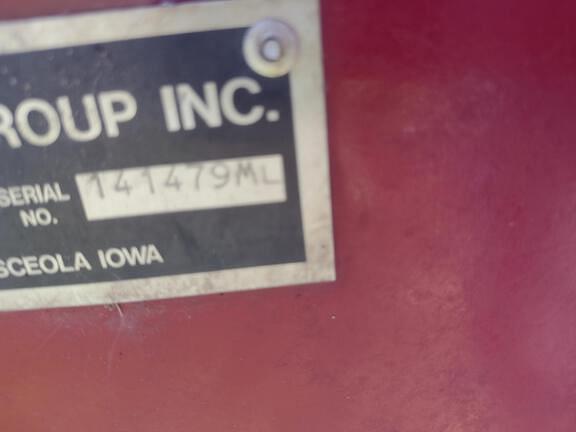 ROUP INC.
SERIAL NO. 141479ML
SCEOLA IOWA